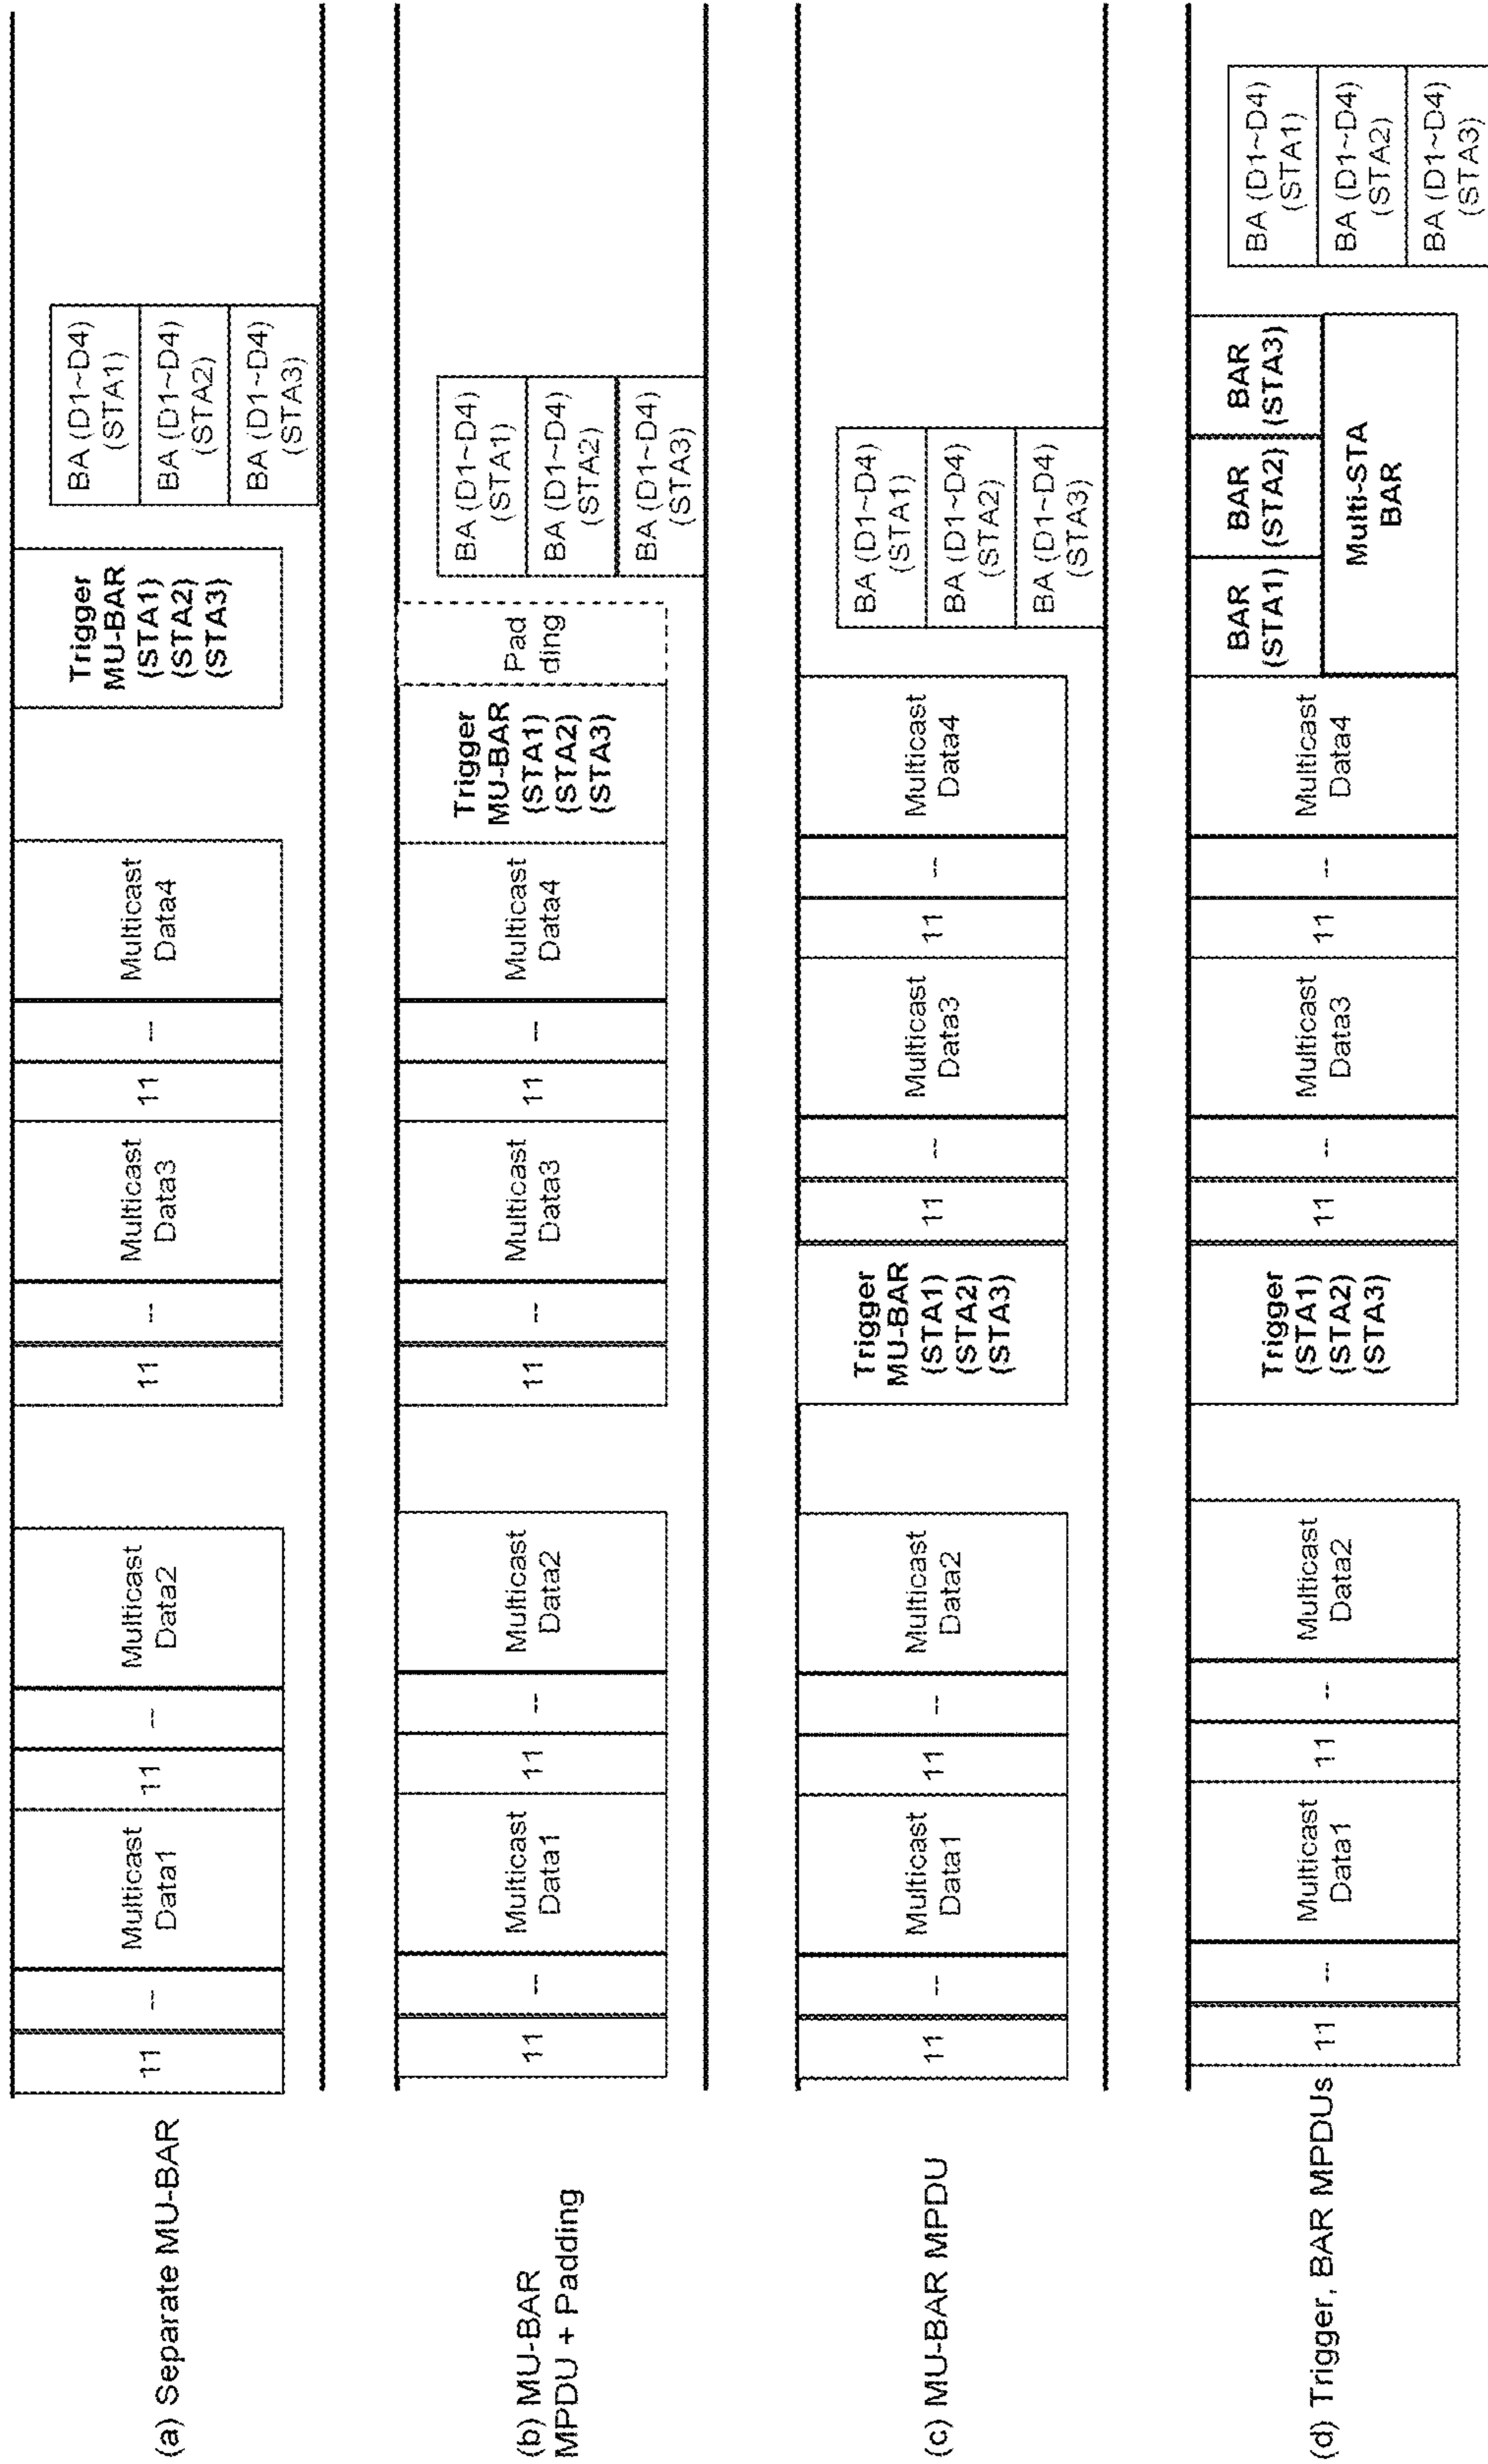 (a) Separate MU-BAR
11
--
Multicast
Data1
11
--
Multicast
Data2
11
--
Multicast
Data3
11
--
Multicast
Data4
Trigger
MU-BAR
(STA1)
(STA2)
(STA3)
BA (D1~D4)
(STA1)
BA (D1~D4)
(STA2)
BA (D1~D4)
(STA3)
(b) MU-BAR
MPDU + Padding
11
--
Multicast
Data1
11
--
Multicast
Data2
11
--
Multicast
Data3
11
--
Multicast
Data4
Trigger
MU-BAR
(STA1)
(STA2)
(STA3)
Pad
ding
BA (D1~D4)
(STA1)
BA (D1~D4)
(STA2)
BA (D1~D4)
(STA3)
(c) MU-BAR MPDU
11
--
Multicast
Data1
11
--
Multicast
Data2
Trigger
MU-BAR
(STA1)
(STA2)
(STA3)
11
--
Multicast
Data3
11
--
Multicast
Data4
BA (D1~D4)
(STA1)
BA (D1~D4)
(STA2)
BA (D1~D4)
(STA3)
(d) Trigger, BAR MPDUs
11
--
Multicast
Data1
11
--
Multicast
Data2
Trigger
(STA1)
(STA2)
(STA3)
11
--
Multicast
Data3
11
--
Multicast
Data4
BAR
(STA1)
BAR
(STA2)
BAR
(STA3)
Multi-STA
BAR
BA (D1~D4)
(STA1)
BA (D1~D4)
(STA2)
BA (D1~D4)
(STA3)